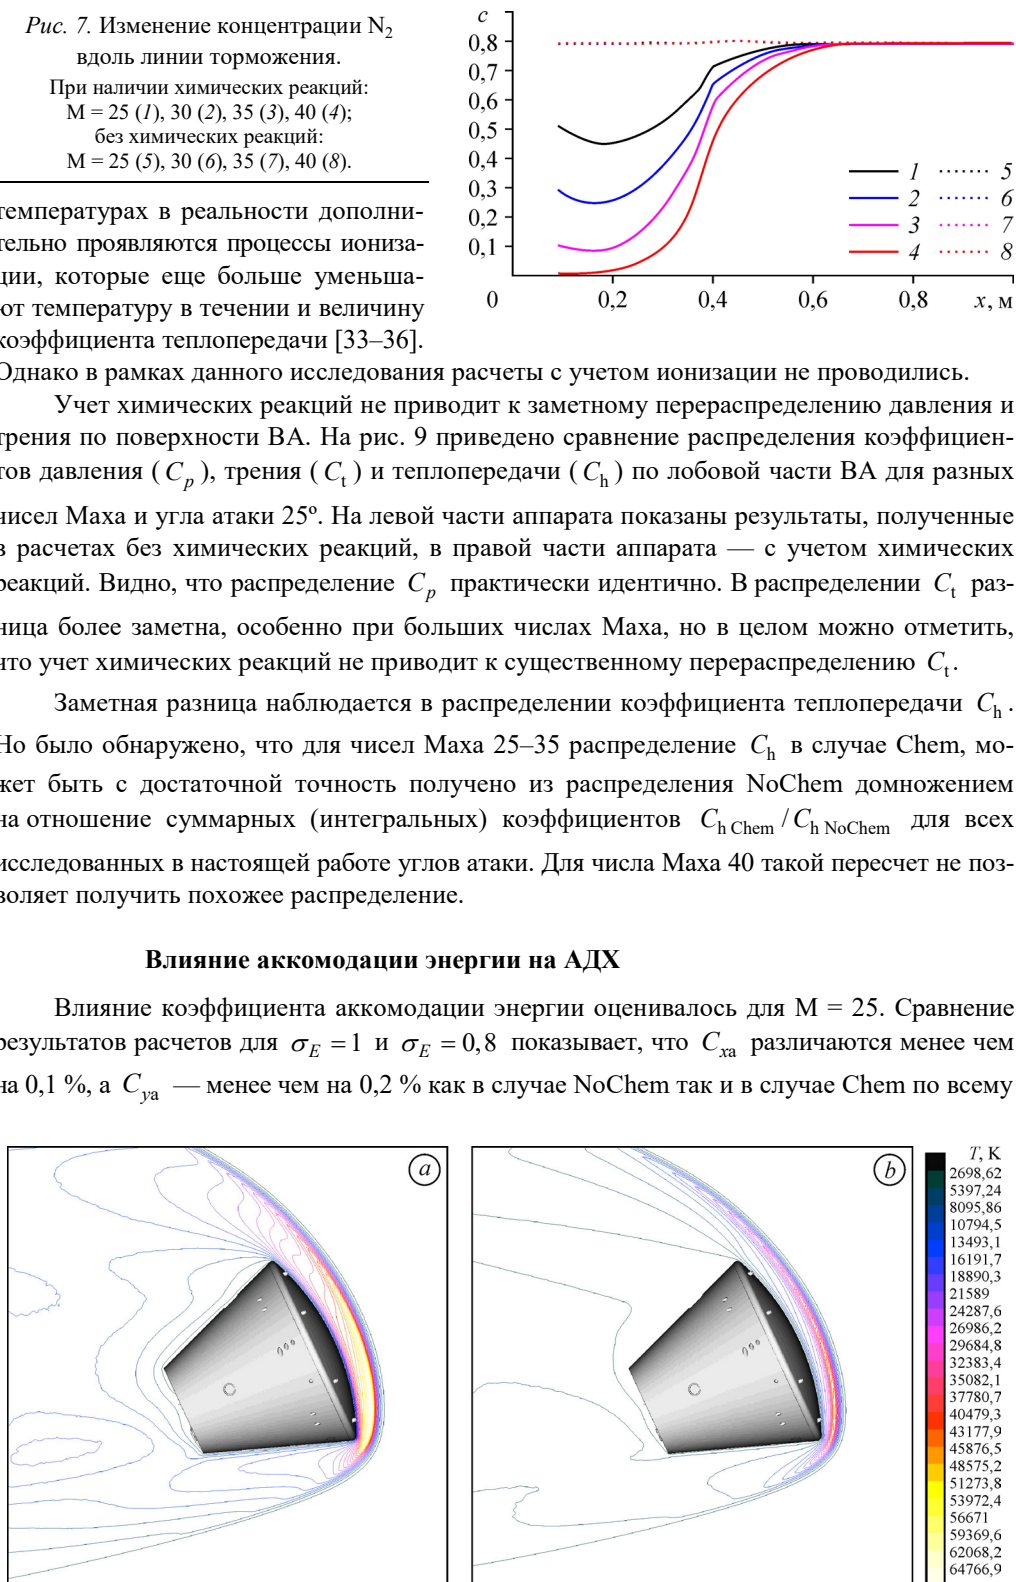 Рис. 7. Изменение концентрации N2
вдоль линии торможения.
При наличии химических реакций:
M = 25 (1), 30 (2), 35 (3), 40 (4);
без химических реакций:
M = 25 (5), 30 (6), 35 (7), 40 (8).
c
0,8
0,7
0,6
0,5
0,4
0,3
0,2
0,1
1 5
2 6
3 7
4 8
0 0,2 0,4 0,6 0,8 x, м
температурах в реальности дополни-
тельно проявляются процессы иониза-
ции, которые еще больше уменьша-
ют температуру в течении и величину
коэффициента теплопередачи [33–36].
Однако в рамках данного исследования расчеты с учетом ионизации не проводились.
Учет химических реакций не приводит к заметному перераспределению давления и
трения по поверхности ВА. На рис. 9 приведено сравнение распределения коэффициен-
тов давления ( Cp ), трения ( Ct ) и теплопередачи ( Ch ) по лобовой части ВА для разных
чисел Маха и угла атаки 25º. На левой части аппарата показаны результаты, полученные
в расчетах без химических реакций, в правой части аппарата — с учетом химических
реакций. Видно, что распределение Cp практически идентично. В распределении Ct раз-
ница более заметна, особенно при больших числах Маха, но в целом можно отметить,
что учет химических реакций не приводит к существенному перераспределению Ct.
Заметная разница наблюдается в распределении коэффициента теплопередачи Ch .
Но было обнаружено, что для чисел Маха 25–35 распределение Ch в случае Chem, мо-
жет быть с достаточной точность получено из распределения NoChem домножением
на отношение суммарных (интегральных) коэффициентов Ch Chem / Ch NoChem для всех
исследованных в настоящей работе углов атаки. Для числа Маха 40 такой пересчет не поз-
воляет получить похожее распределение.
Влияние аккомодации энергии на АДХ
Влияние коэффициента аккомодации энергии оценивалось для M = 25. Сравнение
результатов расчетов для σE = 1 и σE = 0,8 показывает, что Cxa различаются менее чем
на 0,1 %, а Cya — менее чем на 0,2 % как в случае NoChem так и в случае Chem по всему
a
b
T, K
2698,62
5397,24
8095,86
10794,5
13493,1
16191,7
18890,3
21589
24287,6
26986,2
29684,8
32383,4
35082,1
37780,7
40479,3
43177,9
45876,5
48575,2
51273,8
53972,4
56671
59369,6
62068,2
64766,9